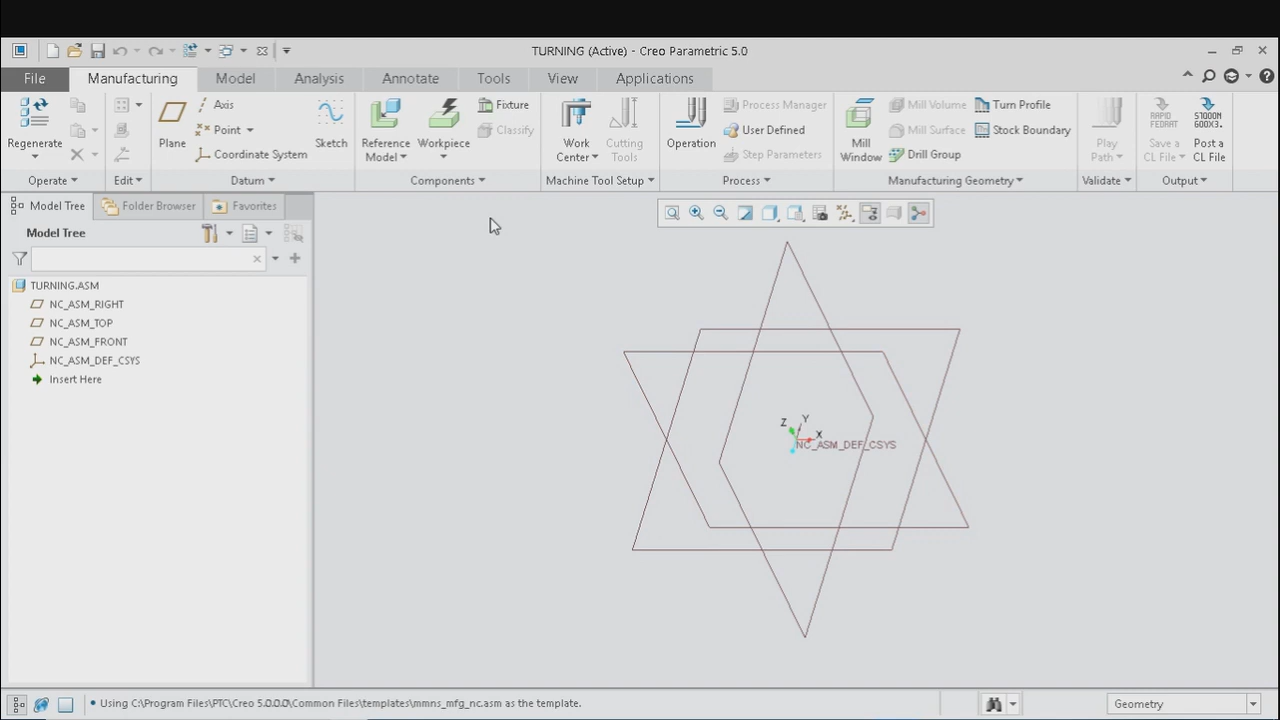 TURNING (Active) - Creo Parametric 5.0
File Manufacturing Model Analysis Annotate Tools View Applications
Regenerate
Operate
Edit
Plane
Axis
Point
Coordinate System
Sketch
Datum
Reference Model
Workpiece
Fixture
Classify
Components
Work Center
Cutting Tools
Machine Tool Setup
Operation
Process Manager
User Defined
Step Parameters
Process
Mill Window
Mill Volume
Mill Surface
Drill Group
Turn Profile
Stock Boundary
Manufacturing Geometry
Play Path
Validate
RAPID
FEDRAT
Save a CL File
Post a CL File
Output
Model Tree Folder Browser Favorites
Model Tree
TURNING.ASM
NC_ASM_RIGHT
NC_ASM_TOP
NC_ASM_FRONT
NC_ASM_DEF_CSYS
Insert Here
Z Y X
NC_ASM_DEF_CSYS
• Using C:\Program Files\PTC\Creo 5.0.0.0\Common Files\templates\mmns_mfg_nc.asm as the template.
Geometry